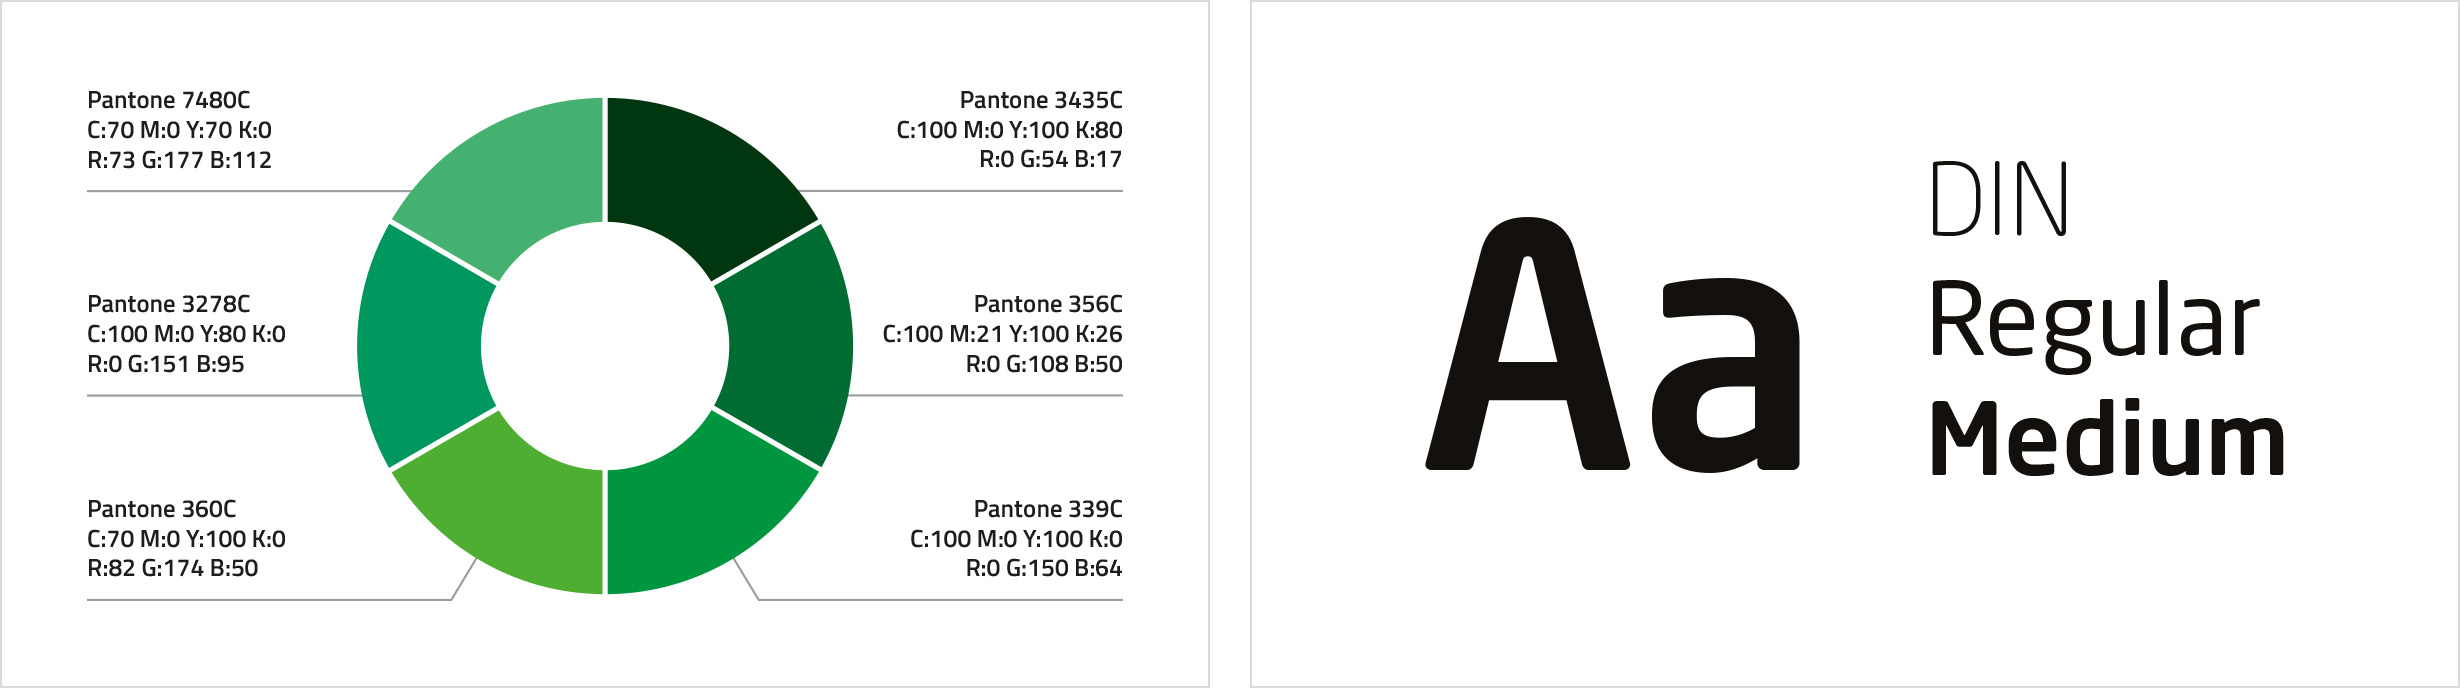 Pantone 7480C
C:70 M:0 Y:70 K:0
R:73 G:177 B:112
Pantone 3278C
C:100 M:0 Y:80 K:0
R:0 G:151 B:95
Pantone 360C
C:70 M:0 Y:100 K:0
R:82 G:174 B:50
Pantone 3435C
C:100 M:0 Y:100 K:80
R:0 G:54 B:17
Pantone 356C
C:100 M:21 Y:100 K:26
R:0 G:108 B:50
Pantone 339C
C:100 M:0 Y:100 K:0
R:0 G:150 B:64
Aa
DIN
Regular
Medium